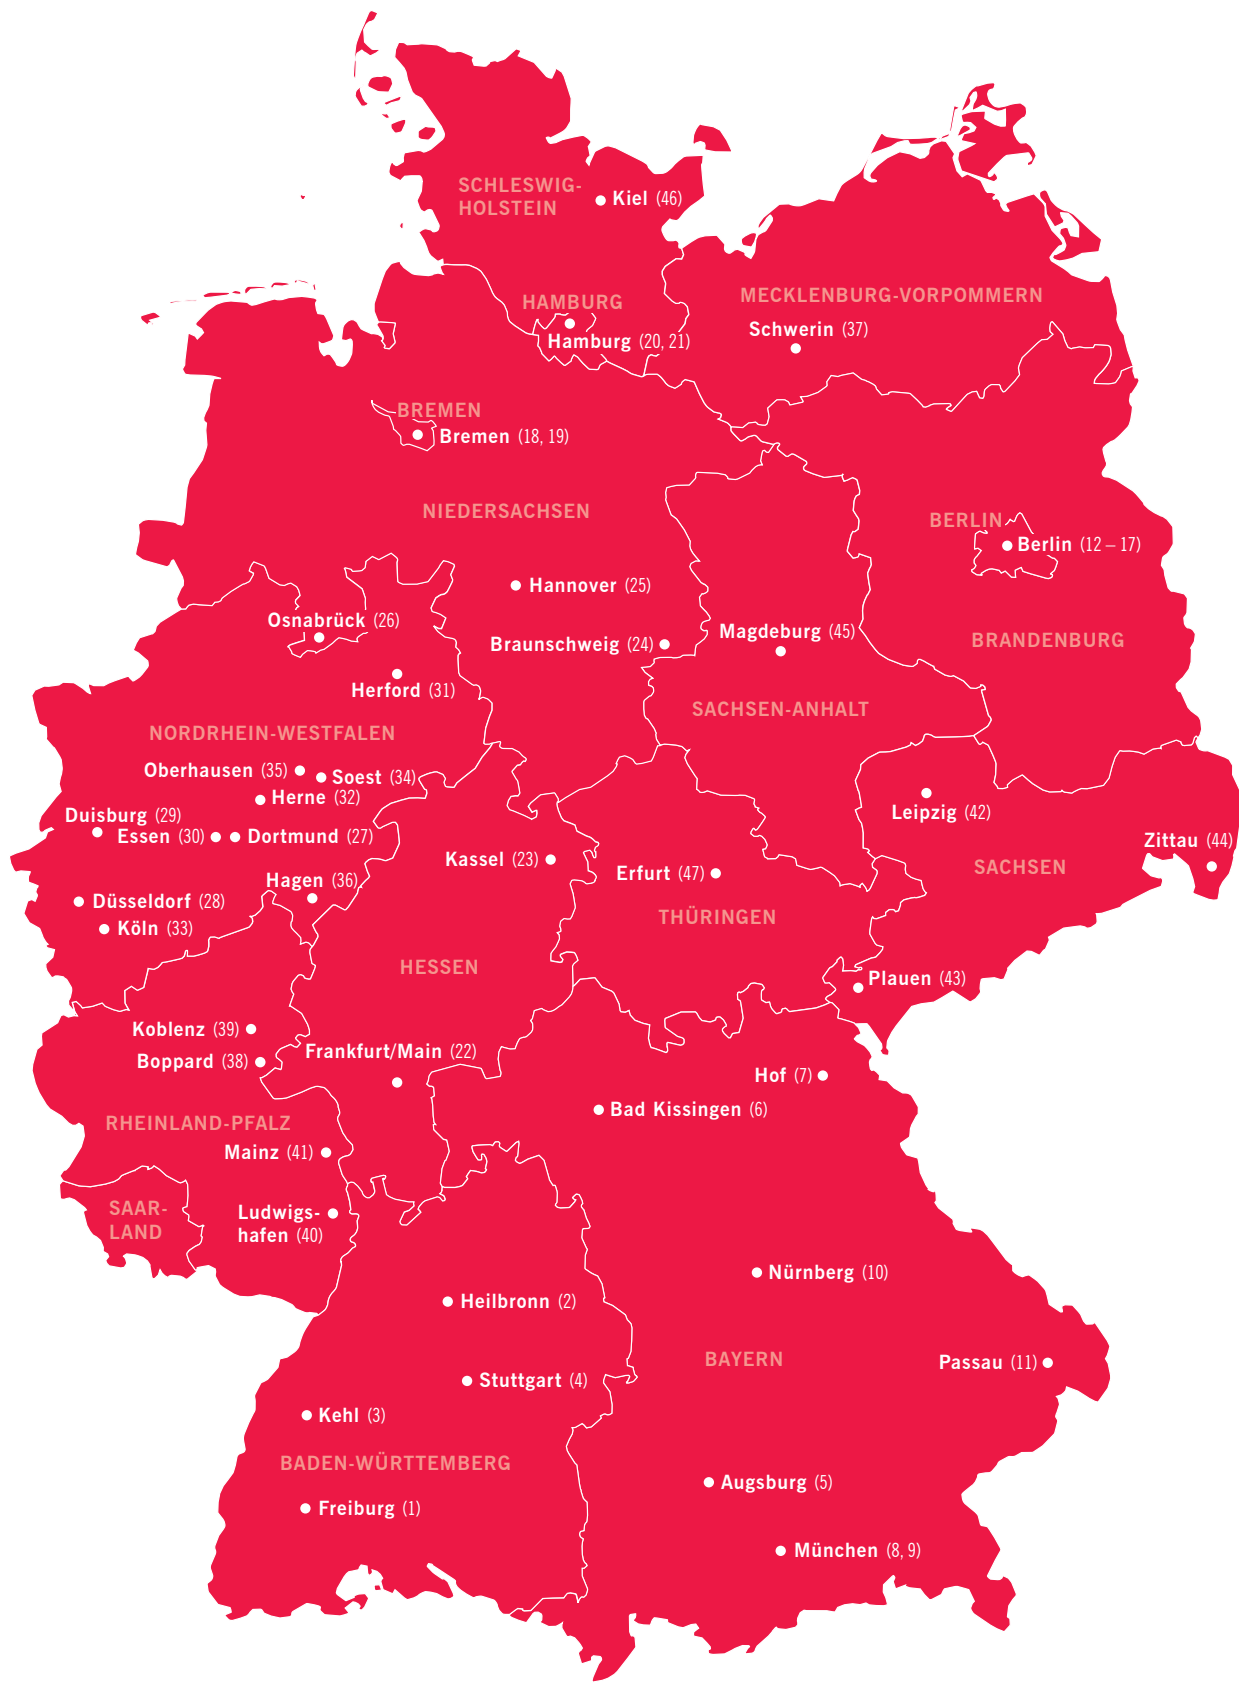 SCHLESWIG-
HOLSTEIN
Kiel (46)
HAMBURG
Hamburg (20, 21)
MECKLENBURG-VORPOMMERN
Schwerin (37)
BREMEN
Bremen (18, 19)
NIEDERSACHSEN
BERLIN
Berlin (12 – 17)
Hannover (25)
Osnabrück (26)
Braunschweig (24)
Magdeburg (45)
BRANDENBURG
Herford (31)
SACHSEN-ANHALT
NORDRHEIN-WESTFALEN
Oberhausen (35)
Soest (34)
Herne (32)
Duisburg (29)
Essen (30)
Dortmund (27)
Leipzig (42)
Zittau (44)
Kassel (23)
Erfurt (47)
SACHSEN
Hagen (36)
Düsseldorf (28)
THÜRINGEN
Köln (33)
HESSEN
Plauen (43)
Koblenz (39)
Boppard (38)
Frankfurt/Main (22)
Hof (7)
Bad Kissingen (6)
RHEINLAND-PFALZ
Mainz (41)
SAAR-
LAND
Ludwigs-
hafen (40)
Nürnberg (10)
Heilbronn (2)
BAYERN
Passau (11)
Stuttgart (4)
Kehl (3)
BADEN-WÜRTTEMBERG
Augsburg (5)
Freiburg (1)
München (8, 9)